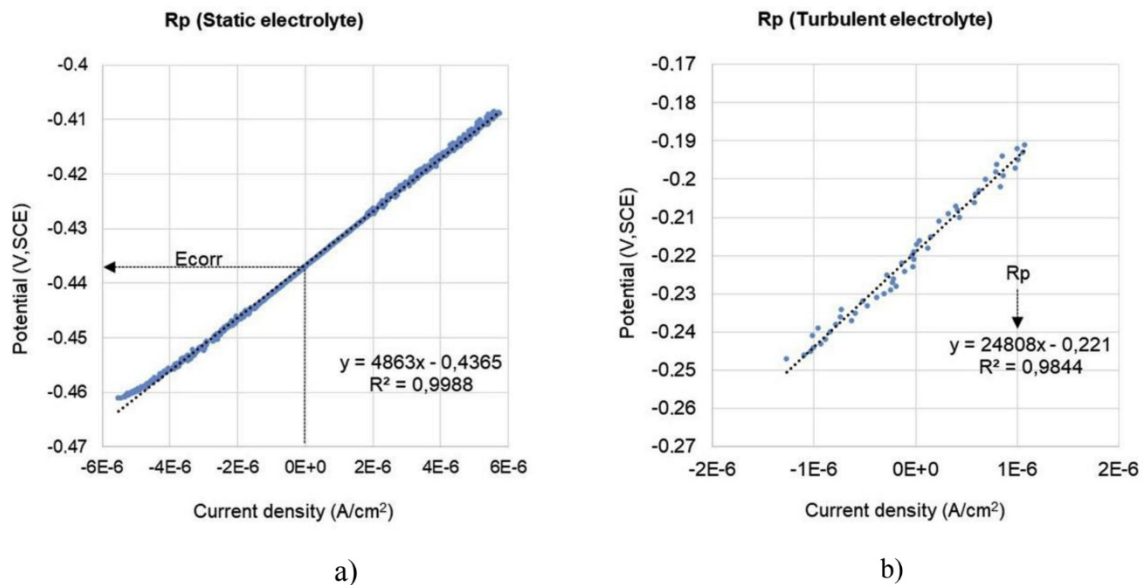 Rp (Static electrolyte)
-0.4
-0.41
-0.42
-0.43
-0.44
-0.45
-0.46
-0.47
Potential (V,SCE)
Ecorr
y = 4863x - 0,4365
R² = 0,9988
-6E-6 -4E-6 -2E-6 0E+0 2E-6 4E-6 6E-6
Current density (A/cm²)
a)
Rp (Turbulent electrolyte)
-0.17
-0.18
-0.19
-0.2
-0.21
-0.22
-0.23
-0.24
-0.25
-0.26
-0.27
Potential (V,SCE)
Rp
y = 24808x - 0,221
R² = 0,9844
-2E-6 -1E-6 0E+0 1E-6 2E-6
Current density (A/cm²)
b)